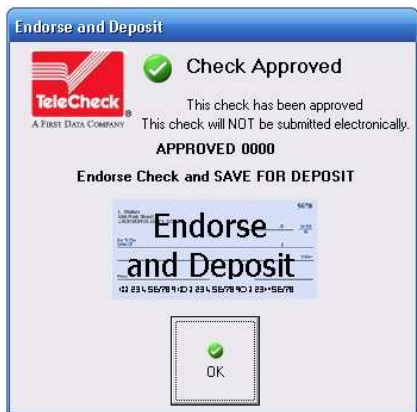 Endorse and Deposit
TeleCheck®
A FIRST DATA COMPANY
Check Approved
This check has been approved
This check will NOT be submitted electronically.
APPROVED 0000
Endorse Check and SAVE FOR DEPOSIT
5678
Endorse
and Deposit
OK